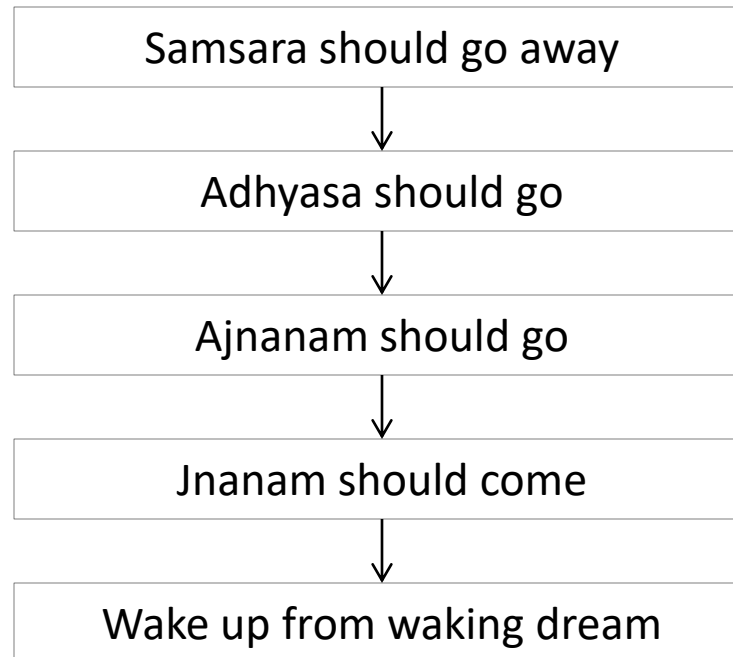 Samsara should go away
Adhyasa should go
Ajnanam should go
Jnanam should come
Wake up from waking dream